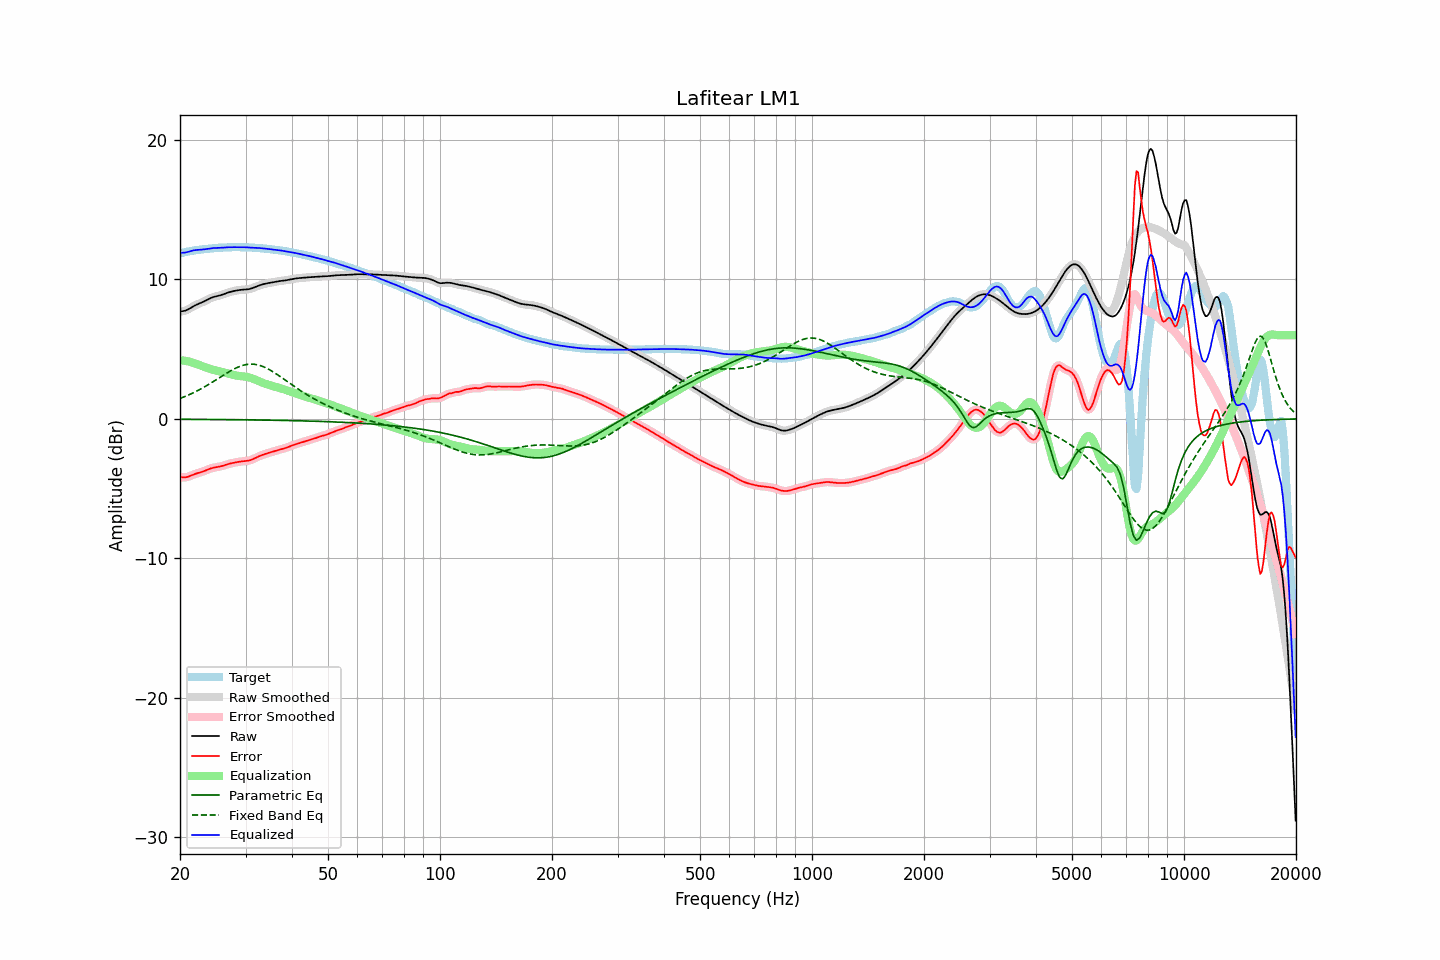 Lafitear LM1
20
10
0
−10
−20
−30
Amplitude (dBr)
Target
Raw Smoothed
Error Smoothed
Raw
Error
Equalization
Parametric Eq
Fixed Band Eq
Equalized
20 50 100 200 500 1000 2000 5000 10000 20000
Frequency (Hz)